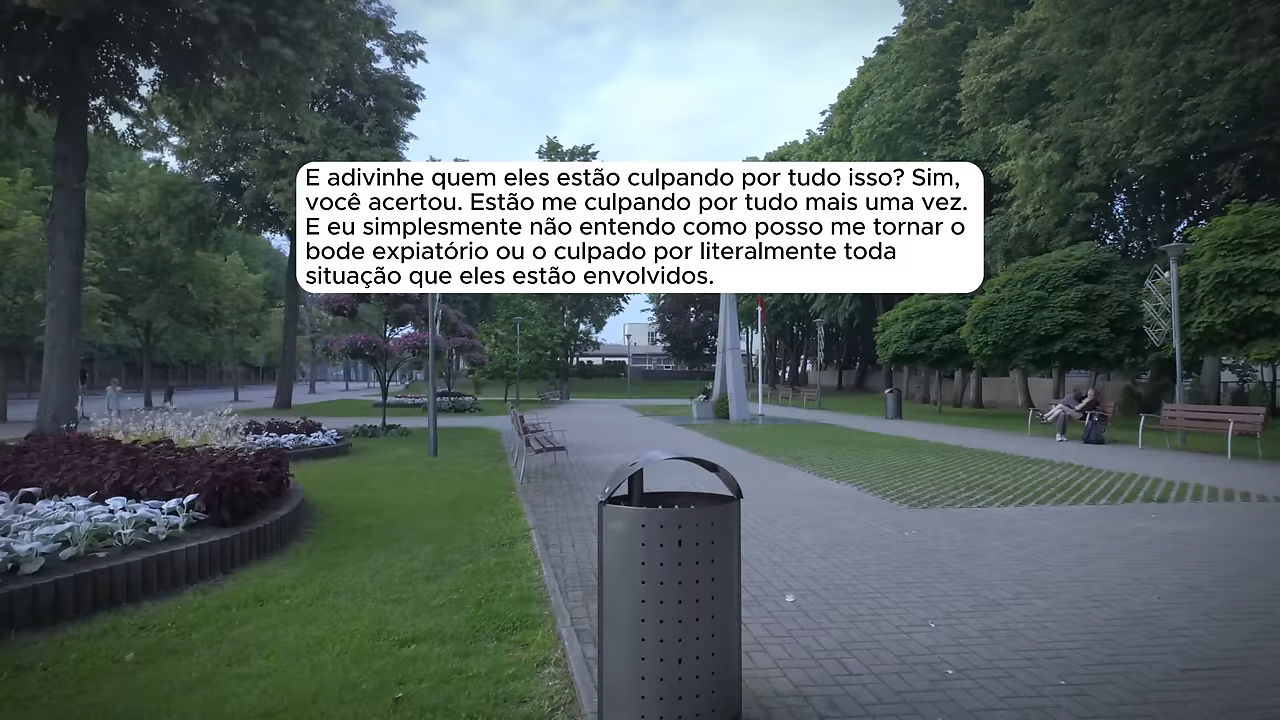 E adivinhe quem eles estão culpando por tudo isso? Sim,
você acertou. Estão me culpando por tudo mais uma vez.
E eu simplesmente não entendo como posso me tornar o
bode expiatório ou o culpado por literalmente toda
situação que eles estão envolvidos.